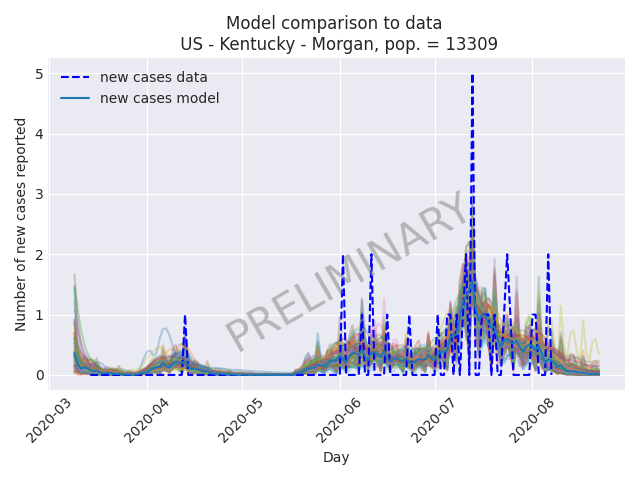 Model comparison to data
US - Kentucky - Morgan, pop. = 13309
new cases data
new cases model
PRELIMINARY
Number of new cases reported
5
4
3
2
1
0
2020-03
2020-04
2020-05
2020-06
2020-07
2020-08
Day